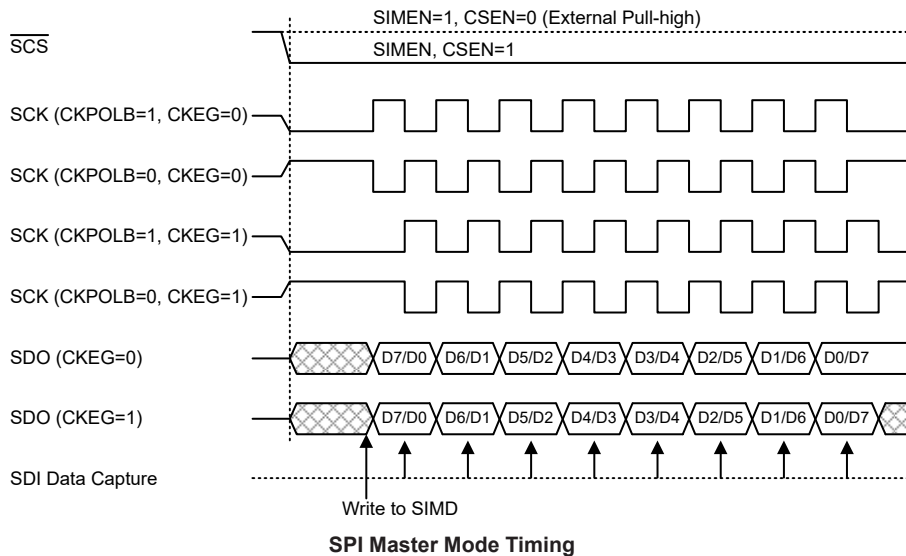 SIMEN=1, CSEN=0 (External Pull-high)
SCS
SIMEN, CSEN=1
SCK (CKPOLB=1, CKEG=0)
SCK (CKPOLB=0, CKEG=0)
SCK (CKPOLB=1, CKEG=1)
SCK (CKPOLB=0, CKEG=1)
SDO (CKEG=0) D7/D0 D6/D1 D5/D2 D4/D3 D3/D4 D2/D5 D1/D6 D0/D7
SDO (CKEG=1) D7/D0 D6/D1 D5/D2 D4/D3 D3/D4 D2/D5 D1/D6 D0/D7
SDI Data Capture
Write to SIMD
SPI Master Mode Timing